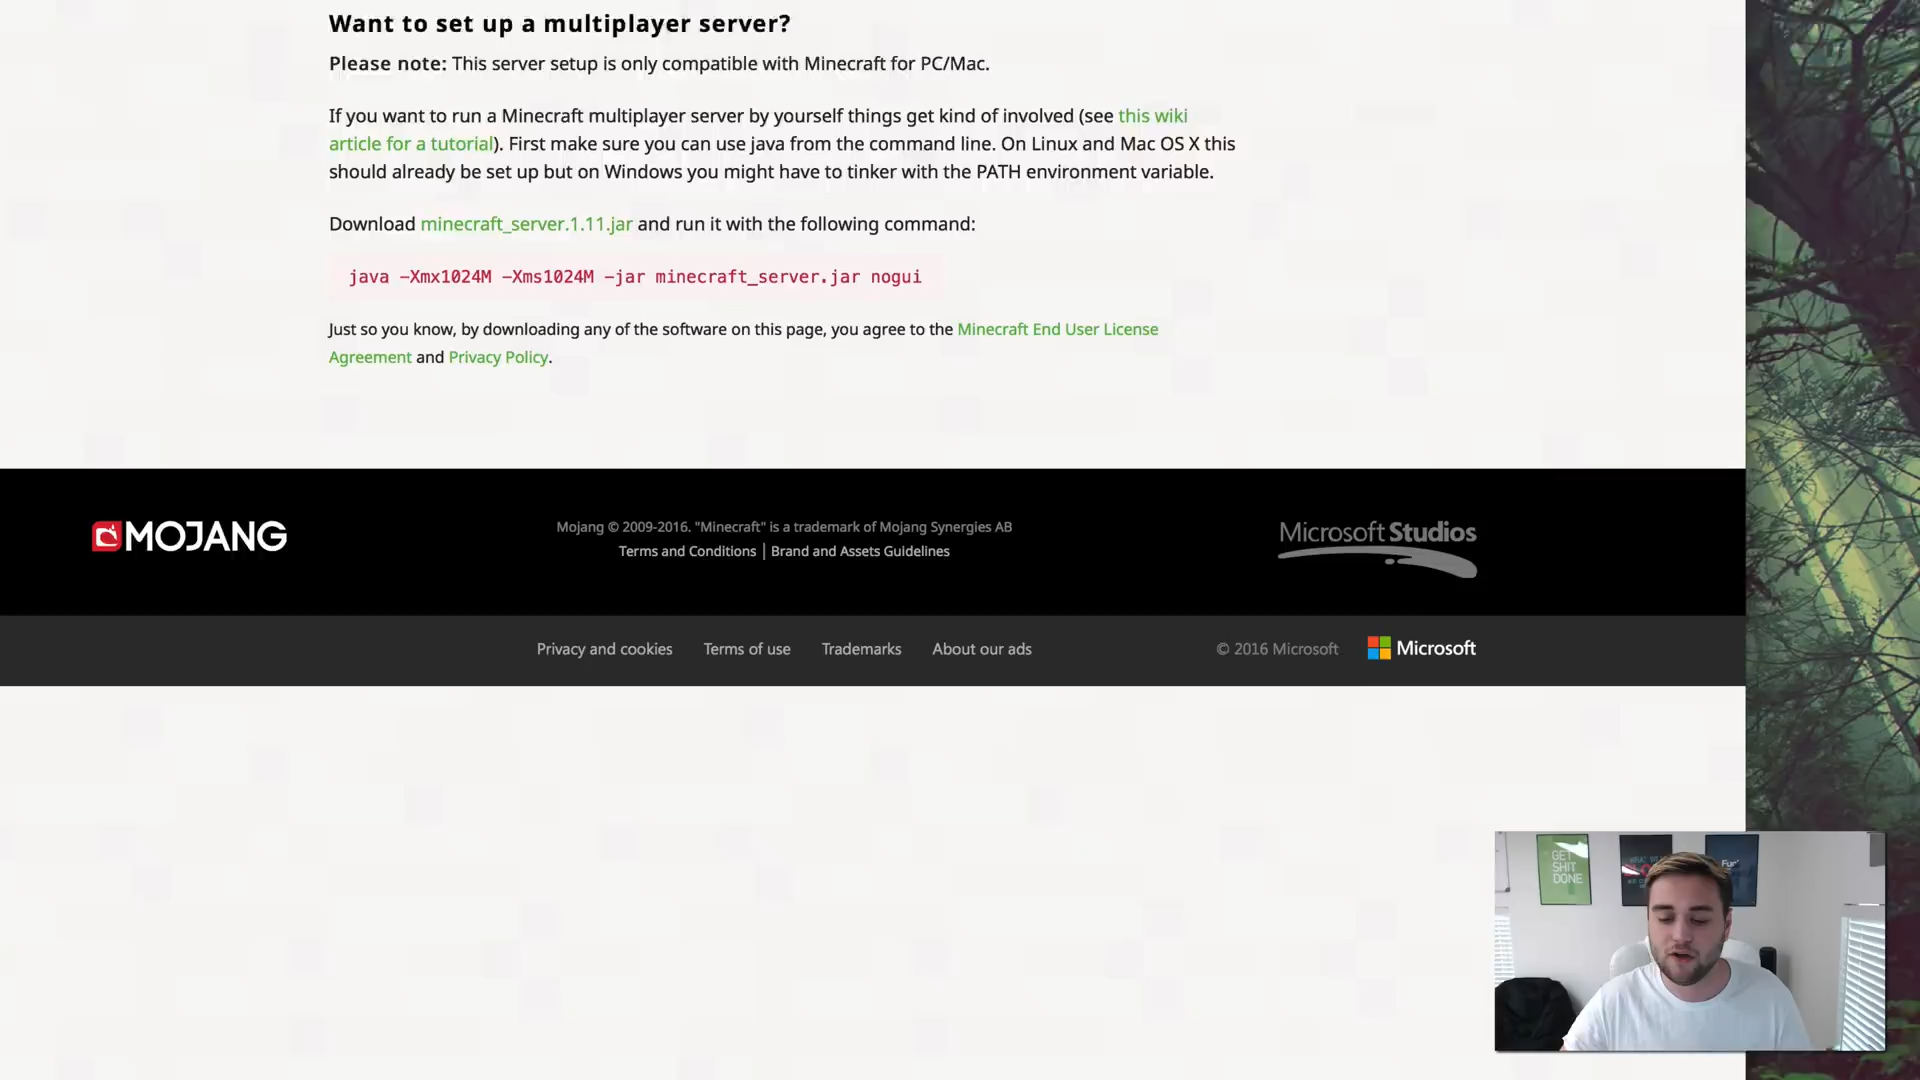 Want to set up a multiplayer server?
Please note: This server setup is only compatible with Minecraft for PC/Mac.
If you want to run a Minecraft multiplayer server by yourself things get kind of involved (see this wiki
article for a tutorial). First make sure you can use java from the command line. On Linux and Mac OS X this
should already be set up but on Windows you might have to tinker with the PATH environment variable.
Download minecraft_server.1.11.jar and run it with the following command:
java -Xmx1024M -Xms1024M -jar minecraft_server.jar nogui
Just so you know, by downloading any of the software on this page, you agree to the Minecraft End User License
Agreement and Privacy Policy.
MOJANG
Mojang © 2009-2016. "Minecraft" is a trademark of Mojang Synergies AB
Terms and Conditions | Brand and Assets Guidelines
Microsoft Studios
Privacy and cookies Terms of use Trademarks About our ads © 2016 Microsoft Microsoft
GET
SHIT
DONE